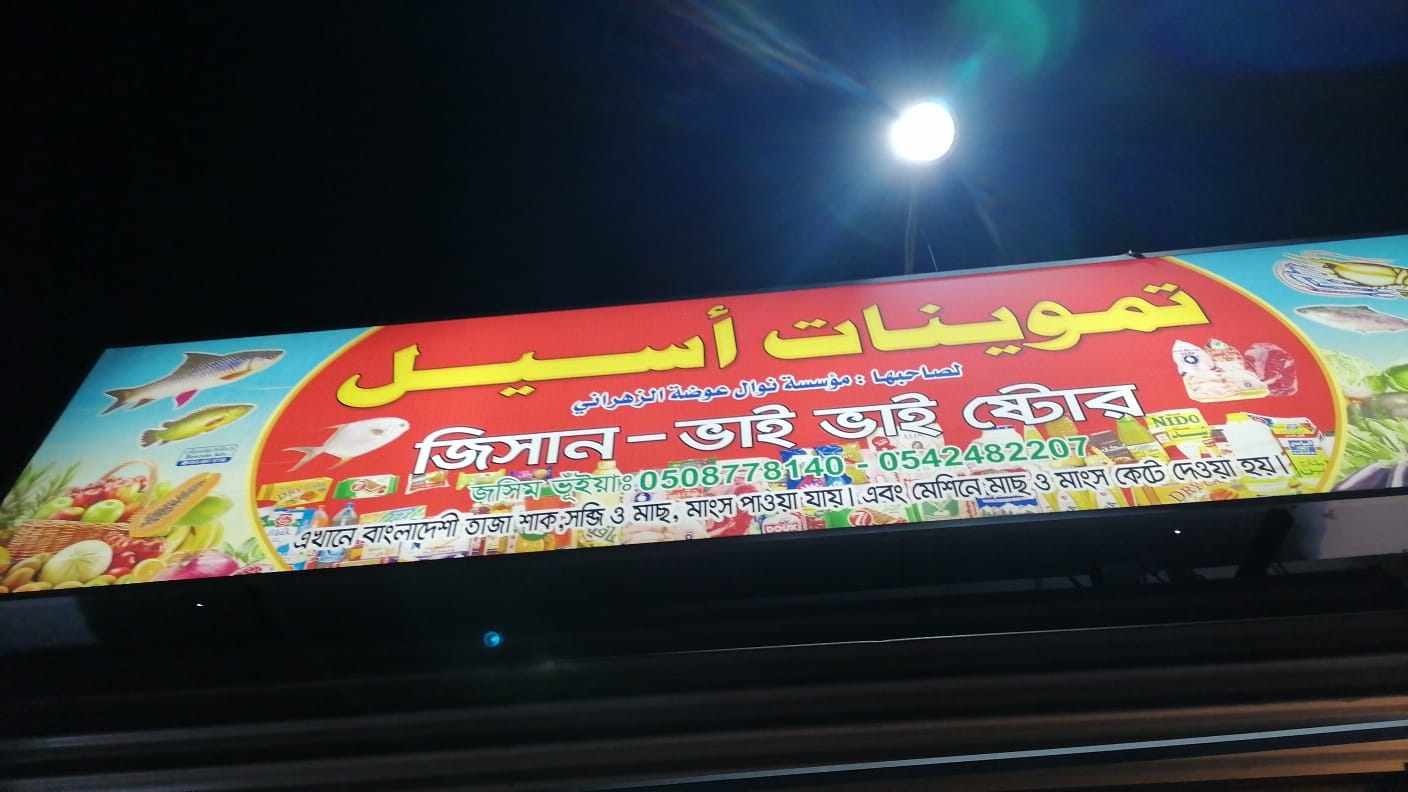 تموينات أسيل
لصاحبها : مؤسسة نوال عوضة الزهراني
জিসান - ভাই ভাই ষ্টোর
NIDO
জসিম ভূঁইয়াঃ 0508778140 - 0542482207
এখানে বাংলাদেশী তাজা শাক,সব্জি ও মাছ, মাংস পাওয়া যায়। এবং মেশিনে মাছ ও মাংস কেটে দেওয়া হয়।